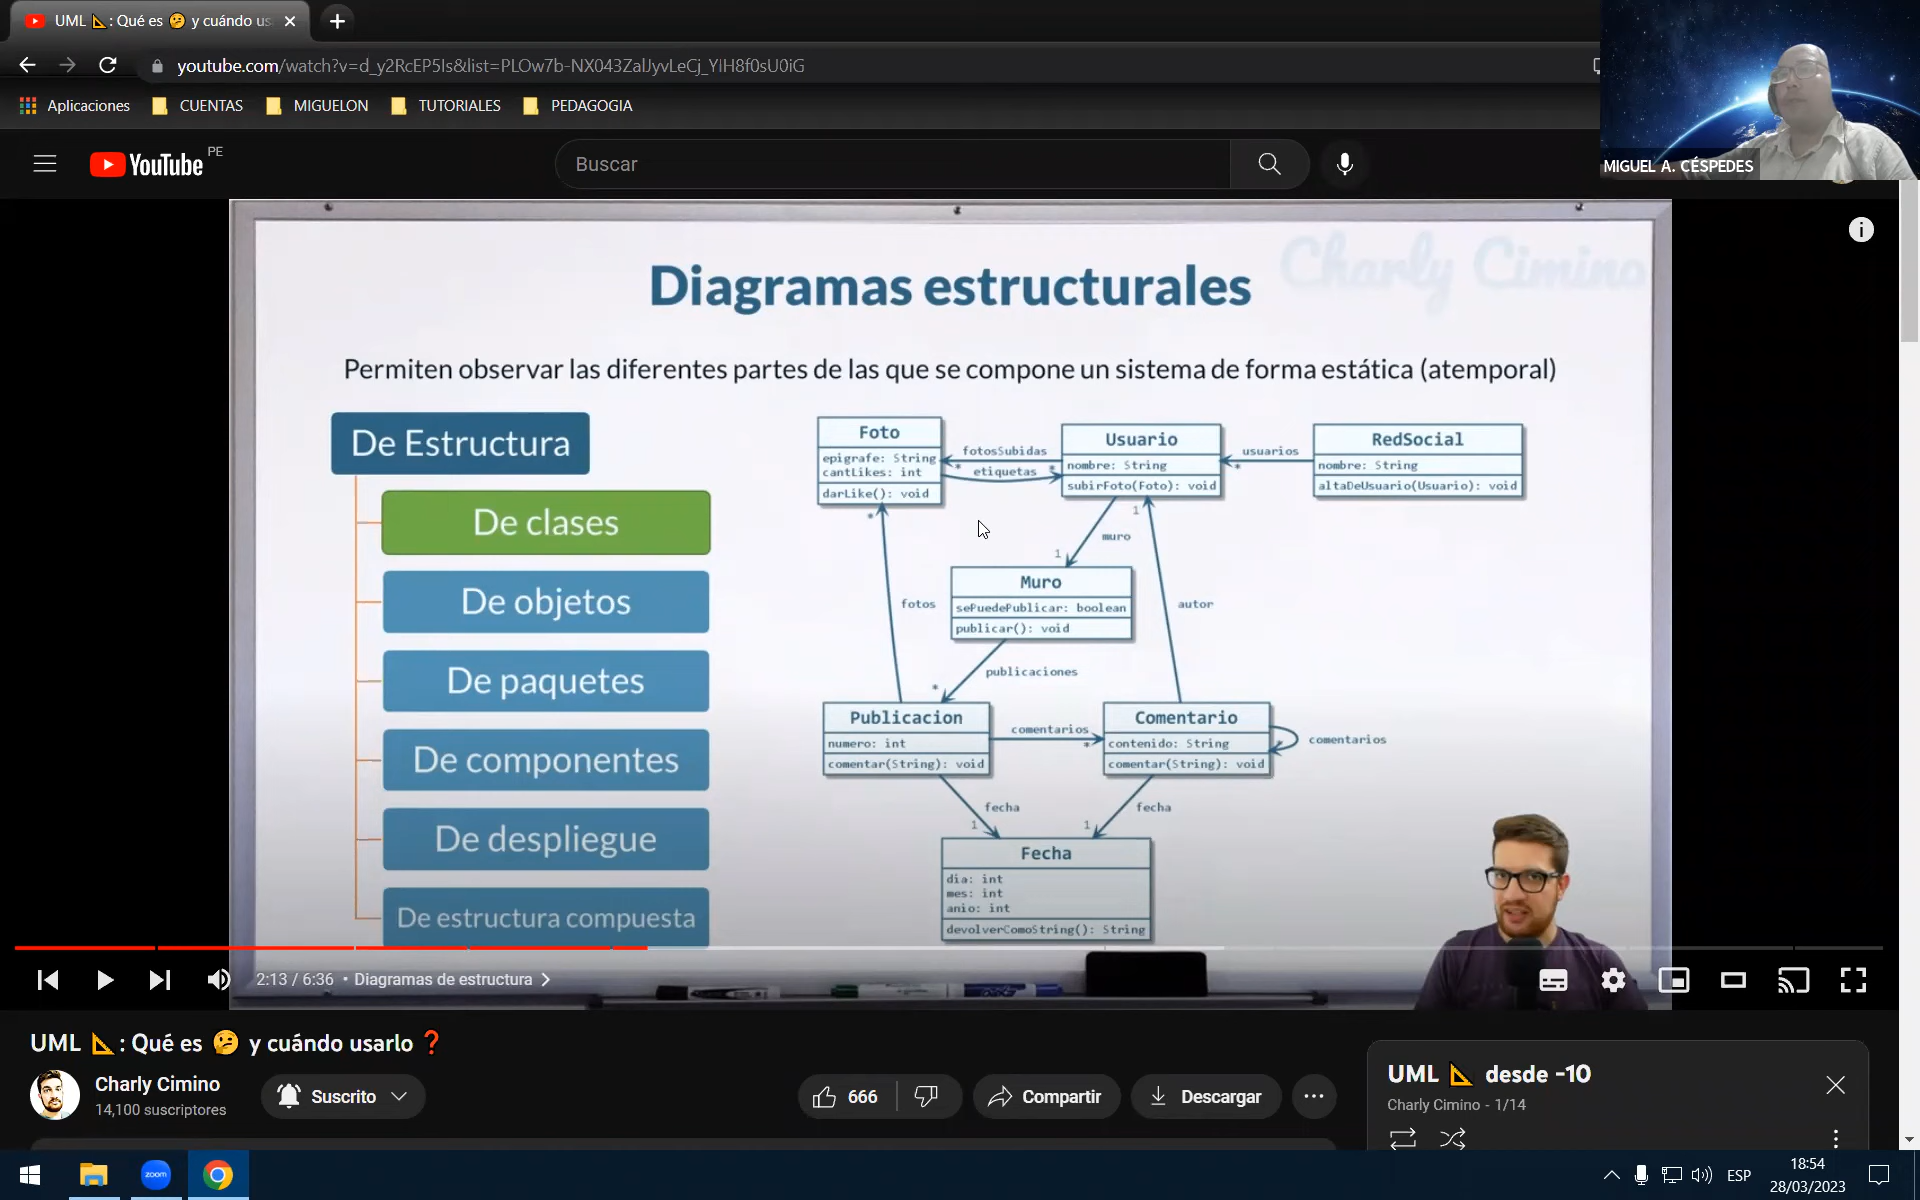 UML 📐: Qué es 🤔 y cuándo us
youtube.com/watch?v=d_y2RcEP5Is&list=PLOw7b-NX043ZalJyvLeCj_YIH8f0sU0iG
Aplicaciones CUENTAS MIGUELON TUTORIALES PEDAGOGIA
MIGUEL A. CÉSPEDES
YouTube PE
Buscar
Charly Cimino
Diagramas estructurales
Permiten observar las diferentes partes de las que se compone un sistema de forma estática (atemporal)
De Estructura
De clases
De objetos
De paquetes
De componentes
De despliegue
De estructura compuesta
Foto
epigrafe: String
cantLikes: int
darLike(): void
fotosSubidas
*
etiquetas
*
Usuario
nombre: String
subirFoto(Foto): void
usuarios
*
RedSocial
nombre: String
altaDeUsuario(Usuario): void
*
1
muro
1
Muro
sePuedePublicar: boolean
publicar(): void
fotos
autor
publicaciones
*
Publicacion
numero: int
comentar(String): void
comentarios
*
Comentario
contenido: String
comentar(String): void
*
comentarios
fecha
1
fecha
1
Fecha
dia: int
mes: int
anio: int
devolverComoString(): String
2:13 / 6:36 • Diagramas de estructura
UML 📐: Qué es 🤔 y cuándo usarlo ❓
Charly Cimino
14,100 suscriptores
Suscrito
666
Compartir
Descargar
UML 📐 desde -10
Charly Cimino - 1/14
zoom
ESP
18:54
28/03/2023